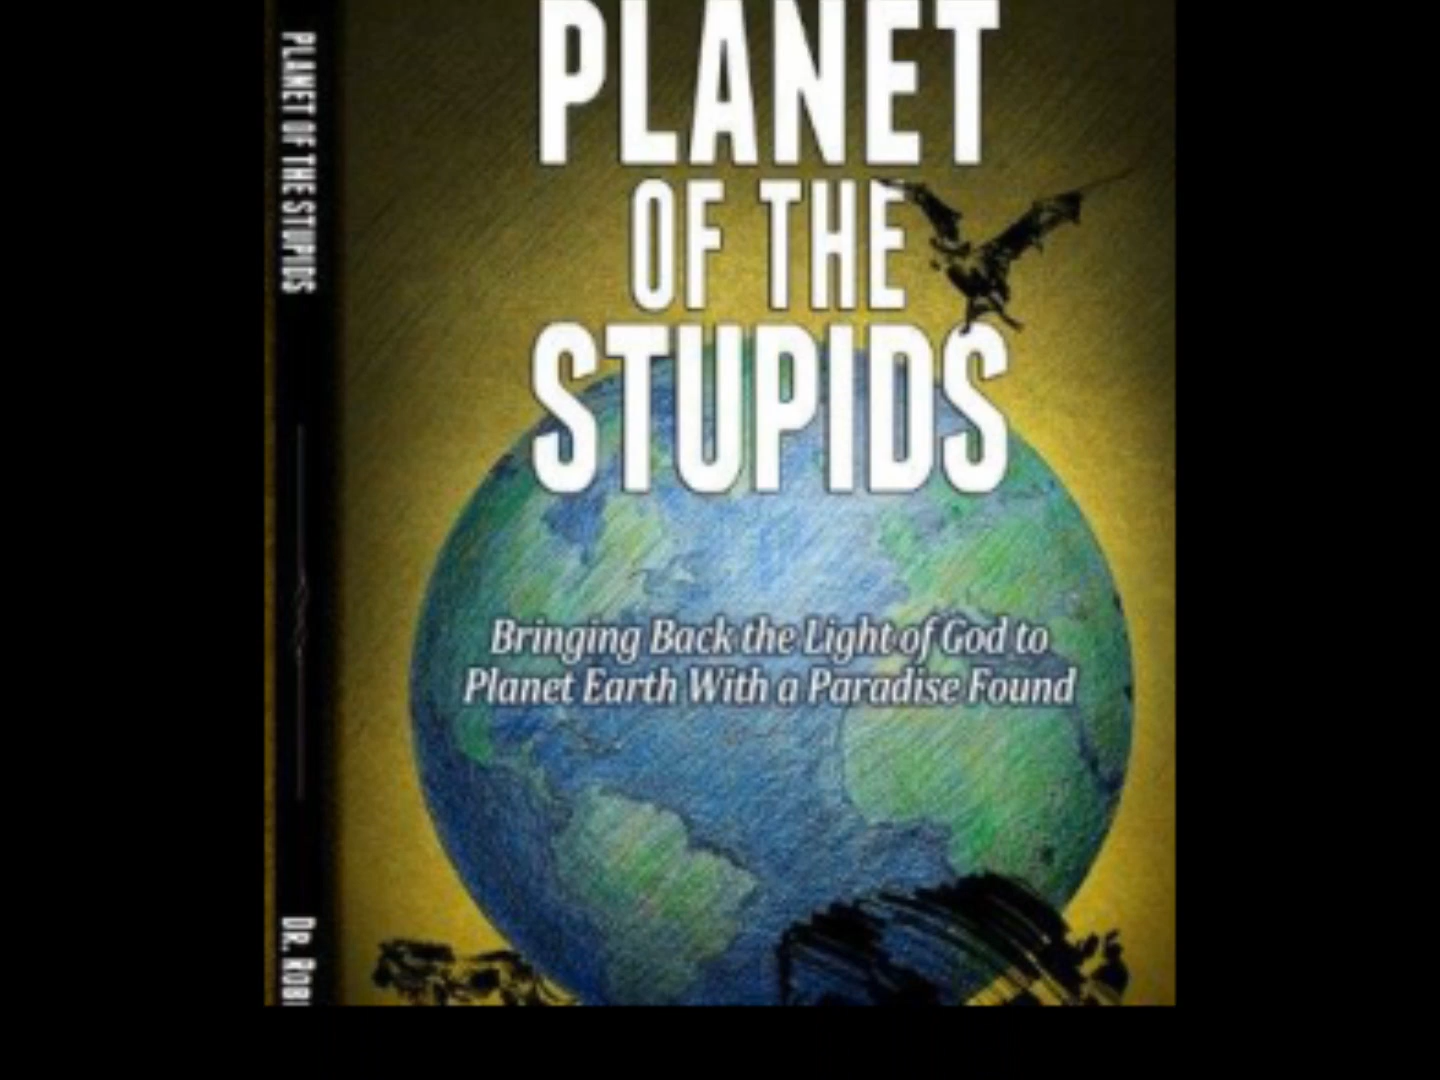 PLANET OF THE STUPIDS
DR. ROBI
PLANET
OF THE
STUPIDS
Bringing Back the Light of God to
Planet Earth With a Paradise Found